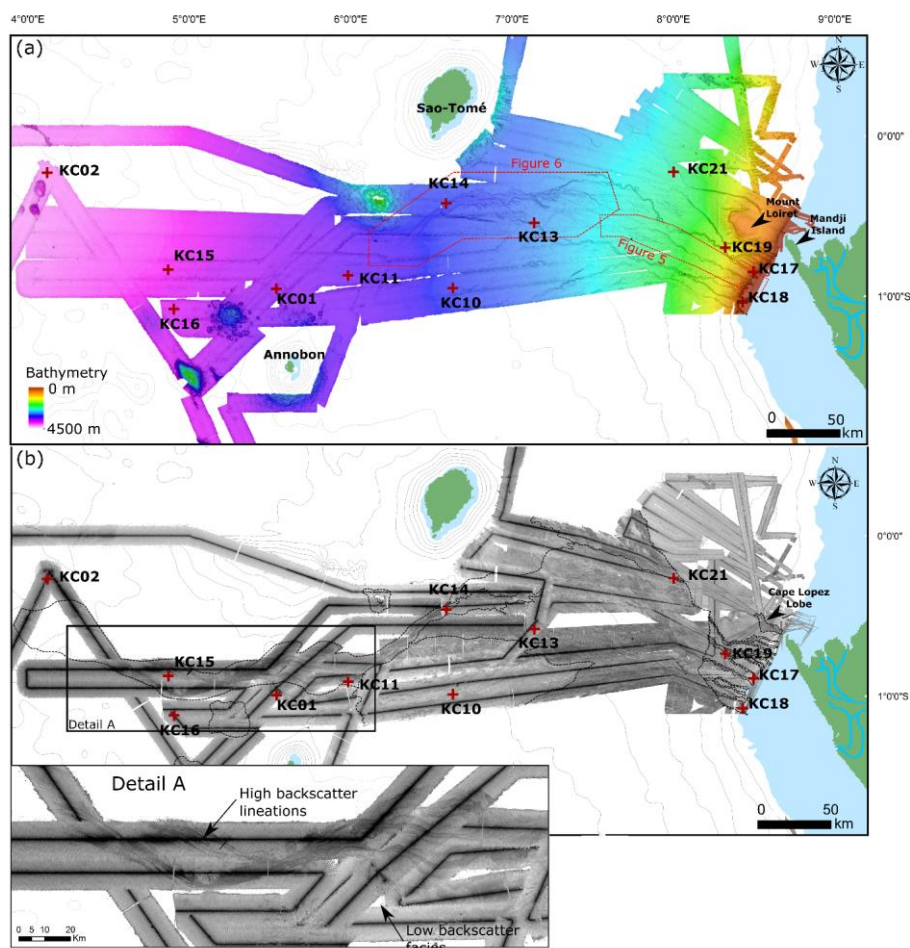 4°0'0"E 5°0'0"E 6°0'0"E 7°0'0"E 8°0'0"E 9°0'0"E
(a)
N
W E
S
Sao-Tomé
0°0'0"
KC02
Figure 6
KC21
KC14
Mount
Loiret
Mandji
Island
KC13
KC15
KC19
KC11
Figure 5
KC17
KC01
KC10
KC18
1°0'0"S
KC16
Annobon
Bathymetry
0 m
-4500 m
0 50
km
(b)
N
W E
S
0°0'0"
KC02
KC21
KC14
Cape Lopez
Lobe
KC13
KC15
KC19
KC11
KC17
KC01
KC10
KC18
1°0'0"S
KC16
Detail A
Detail A
High backscatter
lineations
0 50
km
0 5 10 20
Km
Low backscatter
facies